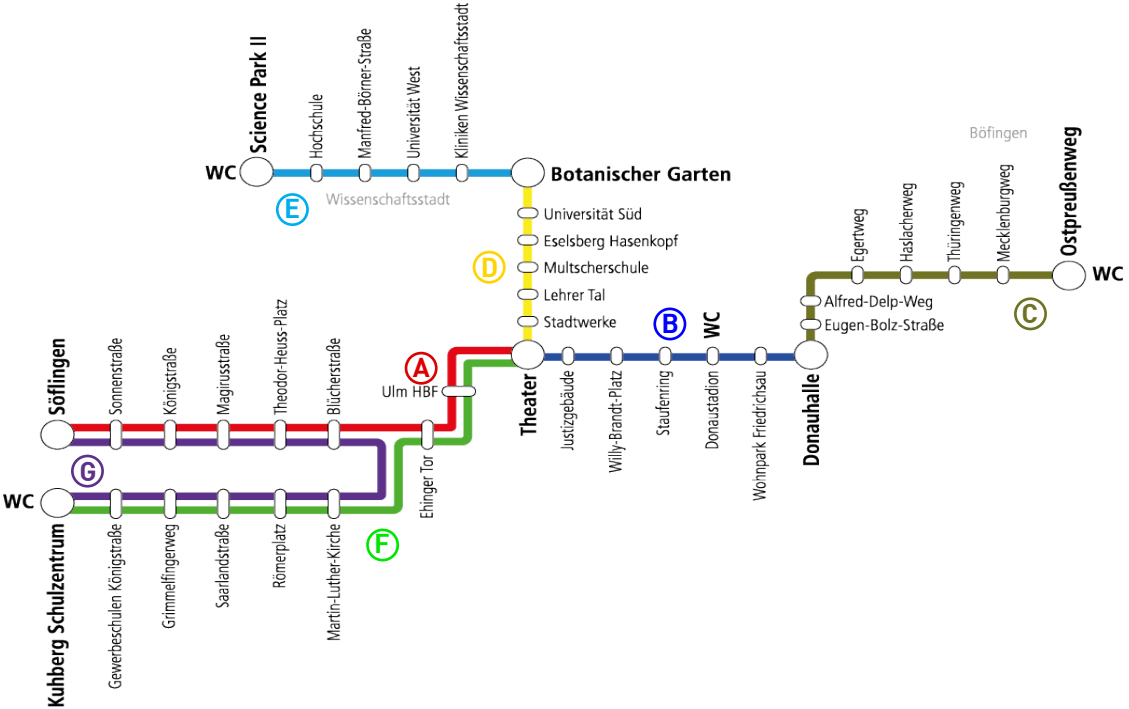 Science Park II
Hochschule
Manfred-Börner-Straße
Universität West
Kliniken Wissenschaftsstadt
WC
Botanischer Garten
Wissenschaftsstadt
E
Universität Süd
Eselsberg Hasenkopf
D
Multscherschule
Lehrer Tal
Stadtwerke
Böfingen
Egertweg
Haslacherweg
Thüringenweg
Mecklenburgweg
Ostpreußenweg
WC
Alfred-Delp-Weg
Eugen-Bolz-Straße
C
B
WC
Söflingen
Sonnenstraße
Königstraße
Magirusstraße
Theodor-Heuss-Platz
Blücherstraße
A
Ulm HBF
Theater
Justizgebäude
Willy-Brandt-Platz
Staufenring
Donaustadion
Wohnpark Friedrichsau
Donauhalle
G
Ehinger Tor
WC
F
Kuhberg Schulzentrum
Gewerbeschulen Königstraße
Grimmelfingerweg
Saarlandstraße
Römerplatz
Martin-Luther-Kirche